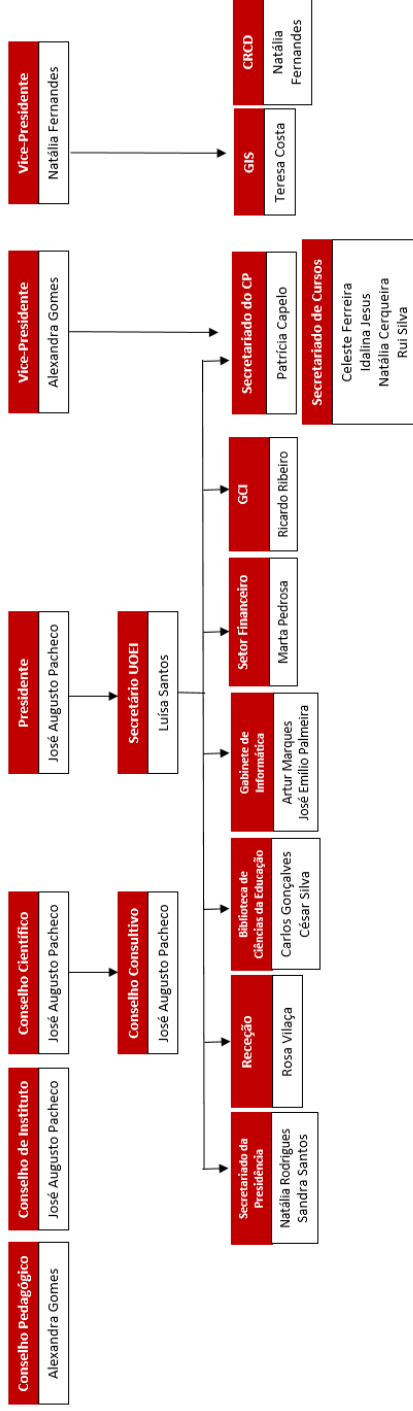 Conselho Pedagógico
Alexandra Gomes
Conselho de Instituto
José Augusto Pacheco
Conselho Científico
José Augusto Pacheco
Presidente
José Augusto Pacheco
Vice-Presidente
Alexandra Gomes
Vice-Presidente
Natália Fernandes
Conselho Consultivo
José Augusto Pacheco
Secretário UOEI
Luísa Santos
Secretariado da
Presidência
Natália Rodrigues
Sandra Santos
Receção
Rosa Vilaça
Biblioteca de
Ciências da Educação
Carlos Gonçalves
César Silva
Gabinete de
Informática
Artur Marques
José Emílio Palmeira
Setor Financeiro
Marta Pedrosa
GCI
Ricardo Ribeiro
Secretariado do CP
Patrícia Capelo
GIS
Teresa Costa
CRCD
Natália
Fernandes
Secretariado de Cursos
Celeste Ferreira
Idalina Jesus
Natália Cerqueira
Rui Silva